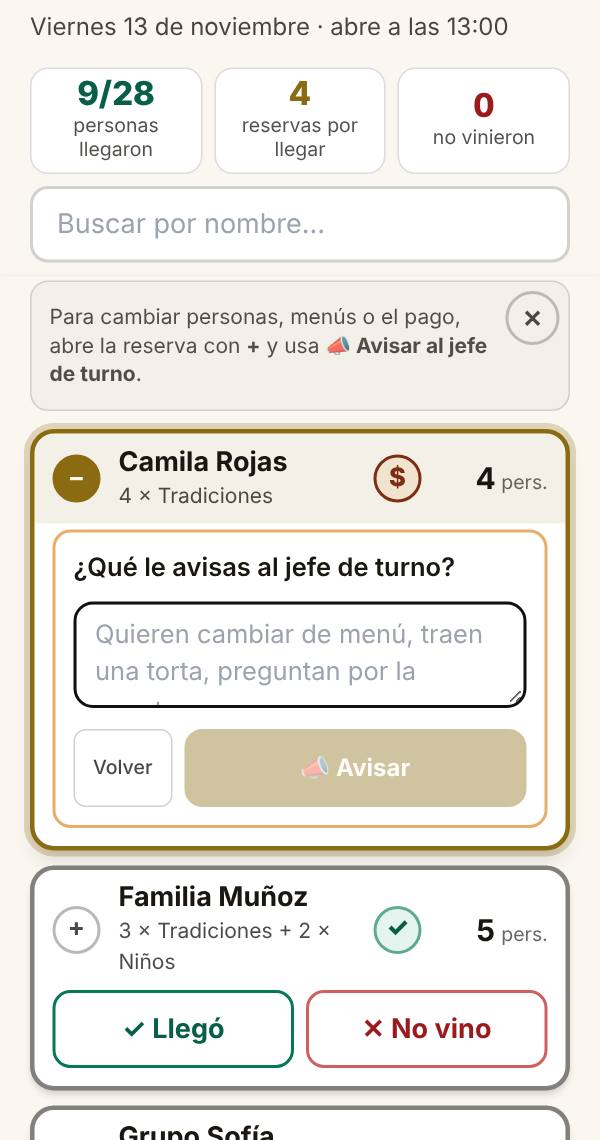 Viernes 13 de noviembre · abre a las 13:00
9/28
personas
llegaron
4
reservas por
llegar
0
no vinieron
Buscar por nombre...
Para cambiar personas, menús o el pago,
abre la reserva con + y usa 📣 Avisar al jefe
de turno.
✕
−
Camila Rojas
4 × Tradiciones
$
4 pers.
¿Qué le avisas al jefe de turno?
Quieren cambiar de menú, traen
una torta, preguntan por la
Volver
📣 Avisar
+
Familia Muñoz
3 × Tradiciones + 2 ×
Niños
✓
5 pers.
✓ Llegó
✕ No vino
Grupo Sofía